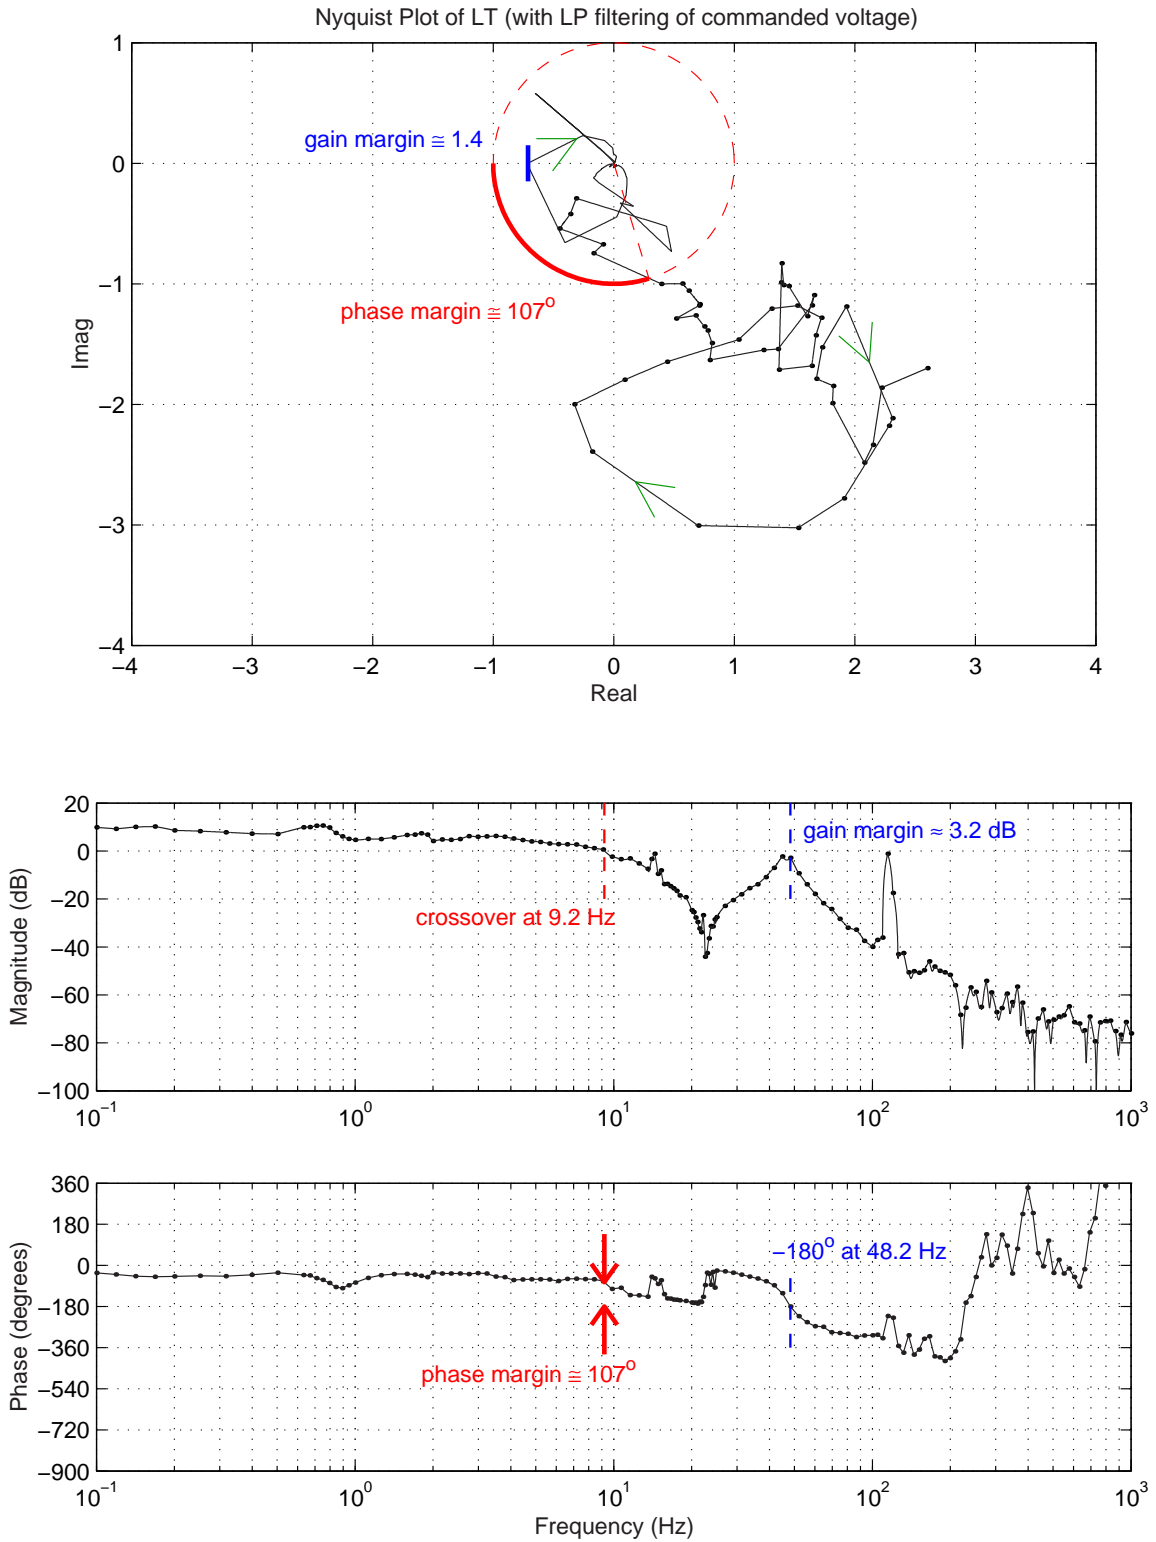 Nyquist Plot of LT (with LP filtering of commanded voltage)
1
0
−1
−2
−3
−4
Imag
gain margin ≅ 1.4
phase margin ≅ 107°
−4 −3 −2 −1 0 1 2 3 4
Real
20
0
−20
−40
−60
−80
−100
Magnitude (dB)
gain margin ≈ 3.2 dB
crossover at 9.2 Hz
10⁻¹ 10⁰ 10¹ 10² 10³
360
180
0
−180
−360
−540
−720
−900
Phase (degrees)
−180° at 48.2 Hz
phase margin ≅ 107°
10⁻¹ 10⁰ 10¹ 10² 10³
Frequency (Hz)